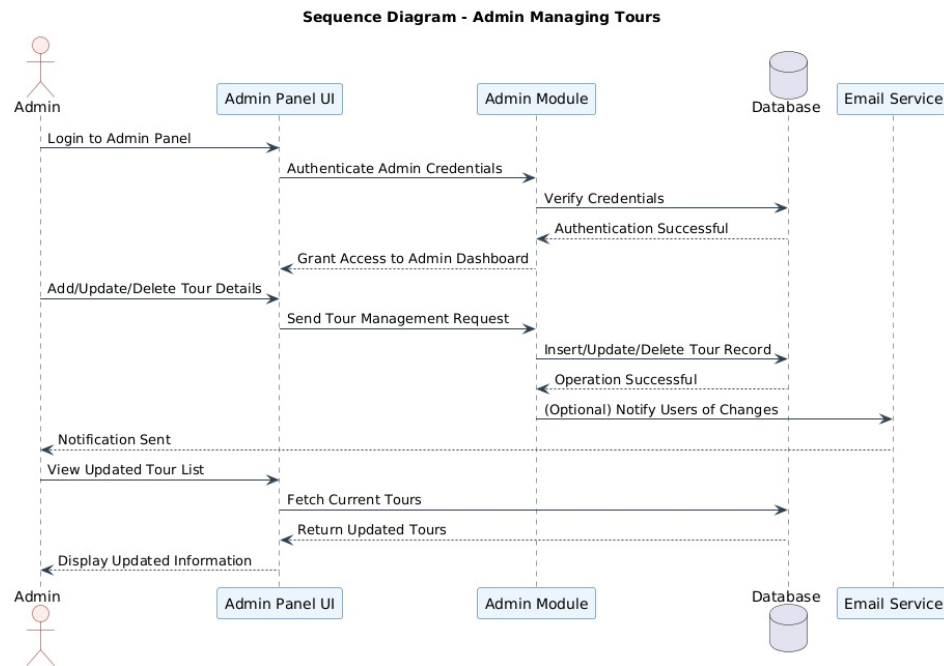 Sequence Diagram - Admin Managing Tours
Admin
Admin Panel UI
Admin Module
Database
Email Service
Login to Admin Panel
Authenticate Admin Credentials
Verify Credentials
Authentication Successful
Grant Access to Admin Dashboard
Add/Update/Delete Tour Details
Send Tour Management Request
Insert/Update/Delete Tour Record
Operation Successful
(Optional) Notify Users of Changes
Notification Sent
View Updated Tour List
Fetch Current Tours
Return Updated Tours
Display Updated Information
Admin
Admin Panel UI
Admin Module
Database
Email Service